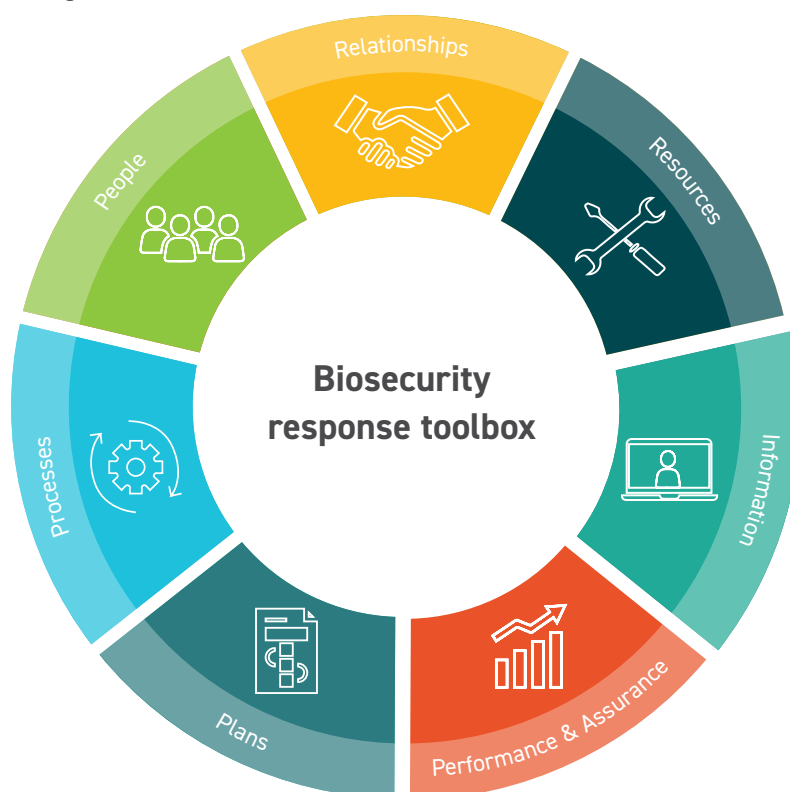 Relationships
Resources
Information
Performance & Assurance
Plans
Processes
People
Biosecurity
response toolbox